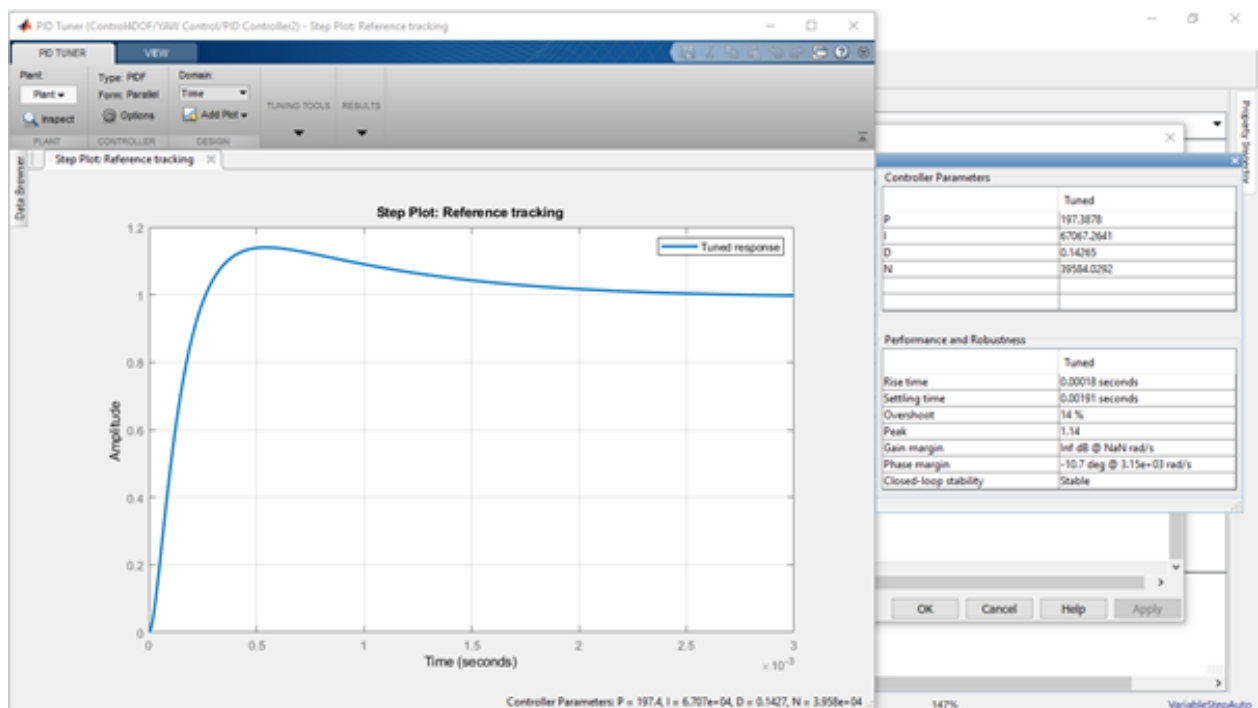 PID Tuner (Control4DOF/YAW Control/PID Controller2) - Step Plot: Reference tracking
PID TUNER VIEW
Plant: Type: PIDF Domain:
Plant Form: Parallel Time
Inspect Options Add Plot TUNING TOOLS RESULTS
PLANT CONTROLLER DESIGN
Data Browser
Step Plot: Reference tracking
Step Plot: Reference tracking
Tuned response
Amplitude
1.2
1
0.8
0.6
0.4
0.2
0
0 0.5 1 1.5 2 2.5 3
Time (seconds)
× 10-3
Controller Parameters: P = 197.4, I = 6.707e+04, D = 0.1427, N = 3.958e+04
Property Inspector
Controller Parameters
Tuned
P 197.3878
I 67067.2641
D 0.14265
N 39584.0292
Performance and Robustness
Tuned
Rise time 0.00018 seconds
Settling time 0.00191 seconds
Overshoot 14 %
Peak 1.14
Gain margin Inf dB @ NaN rad/s
Phase margin -10.7 deg @ 3.15e+03 rad/s
Closed-loop stability Stable
OK Cancel Help Apply
147% VariableStepAuto